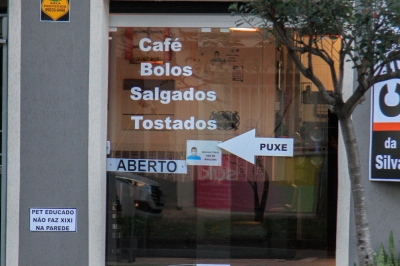 Café
Bolos
Salgados
Tostados
PUXE
ABERTO
PET EDUCADO
NÃO FAZ XIXI
NA PAREDE
C
da
Silva